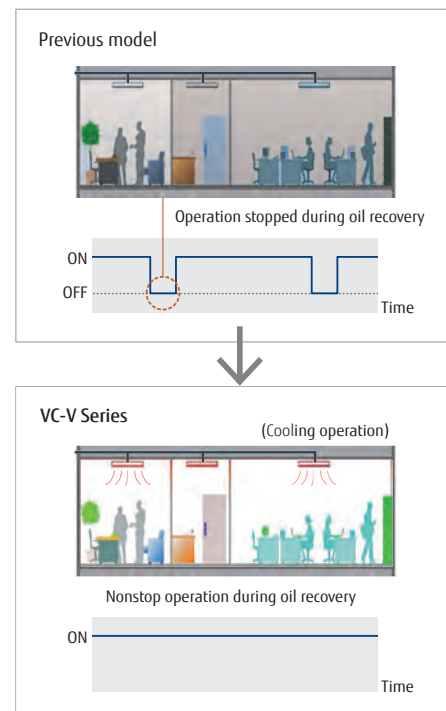 Previous model
Operation stopped during oil recovery
ON
OFF
Time
VC-V Series
(Cooling operation)
Nonstop operation during oil recovery
ON
Time